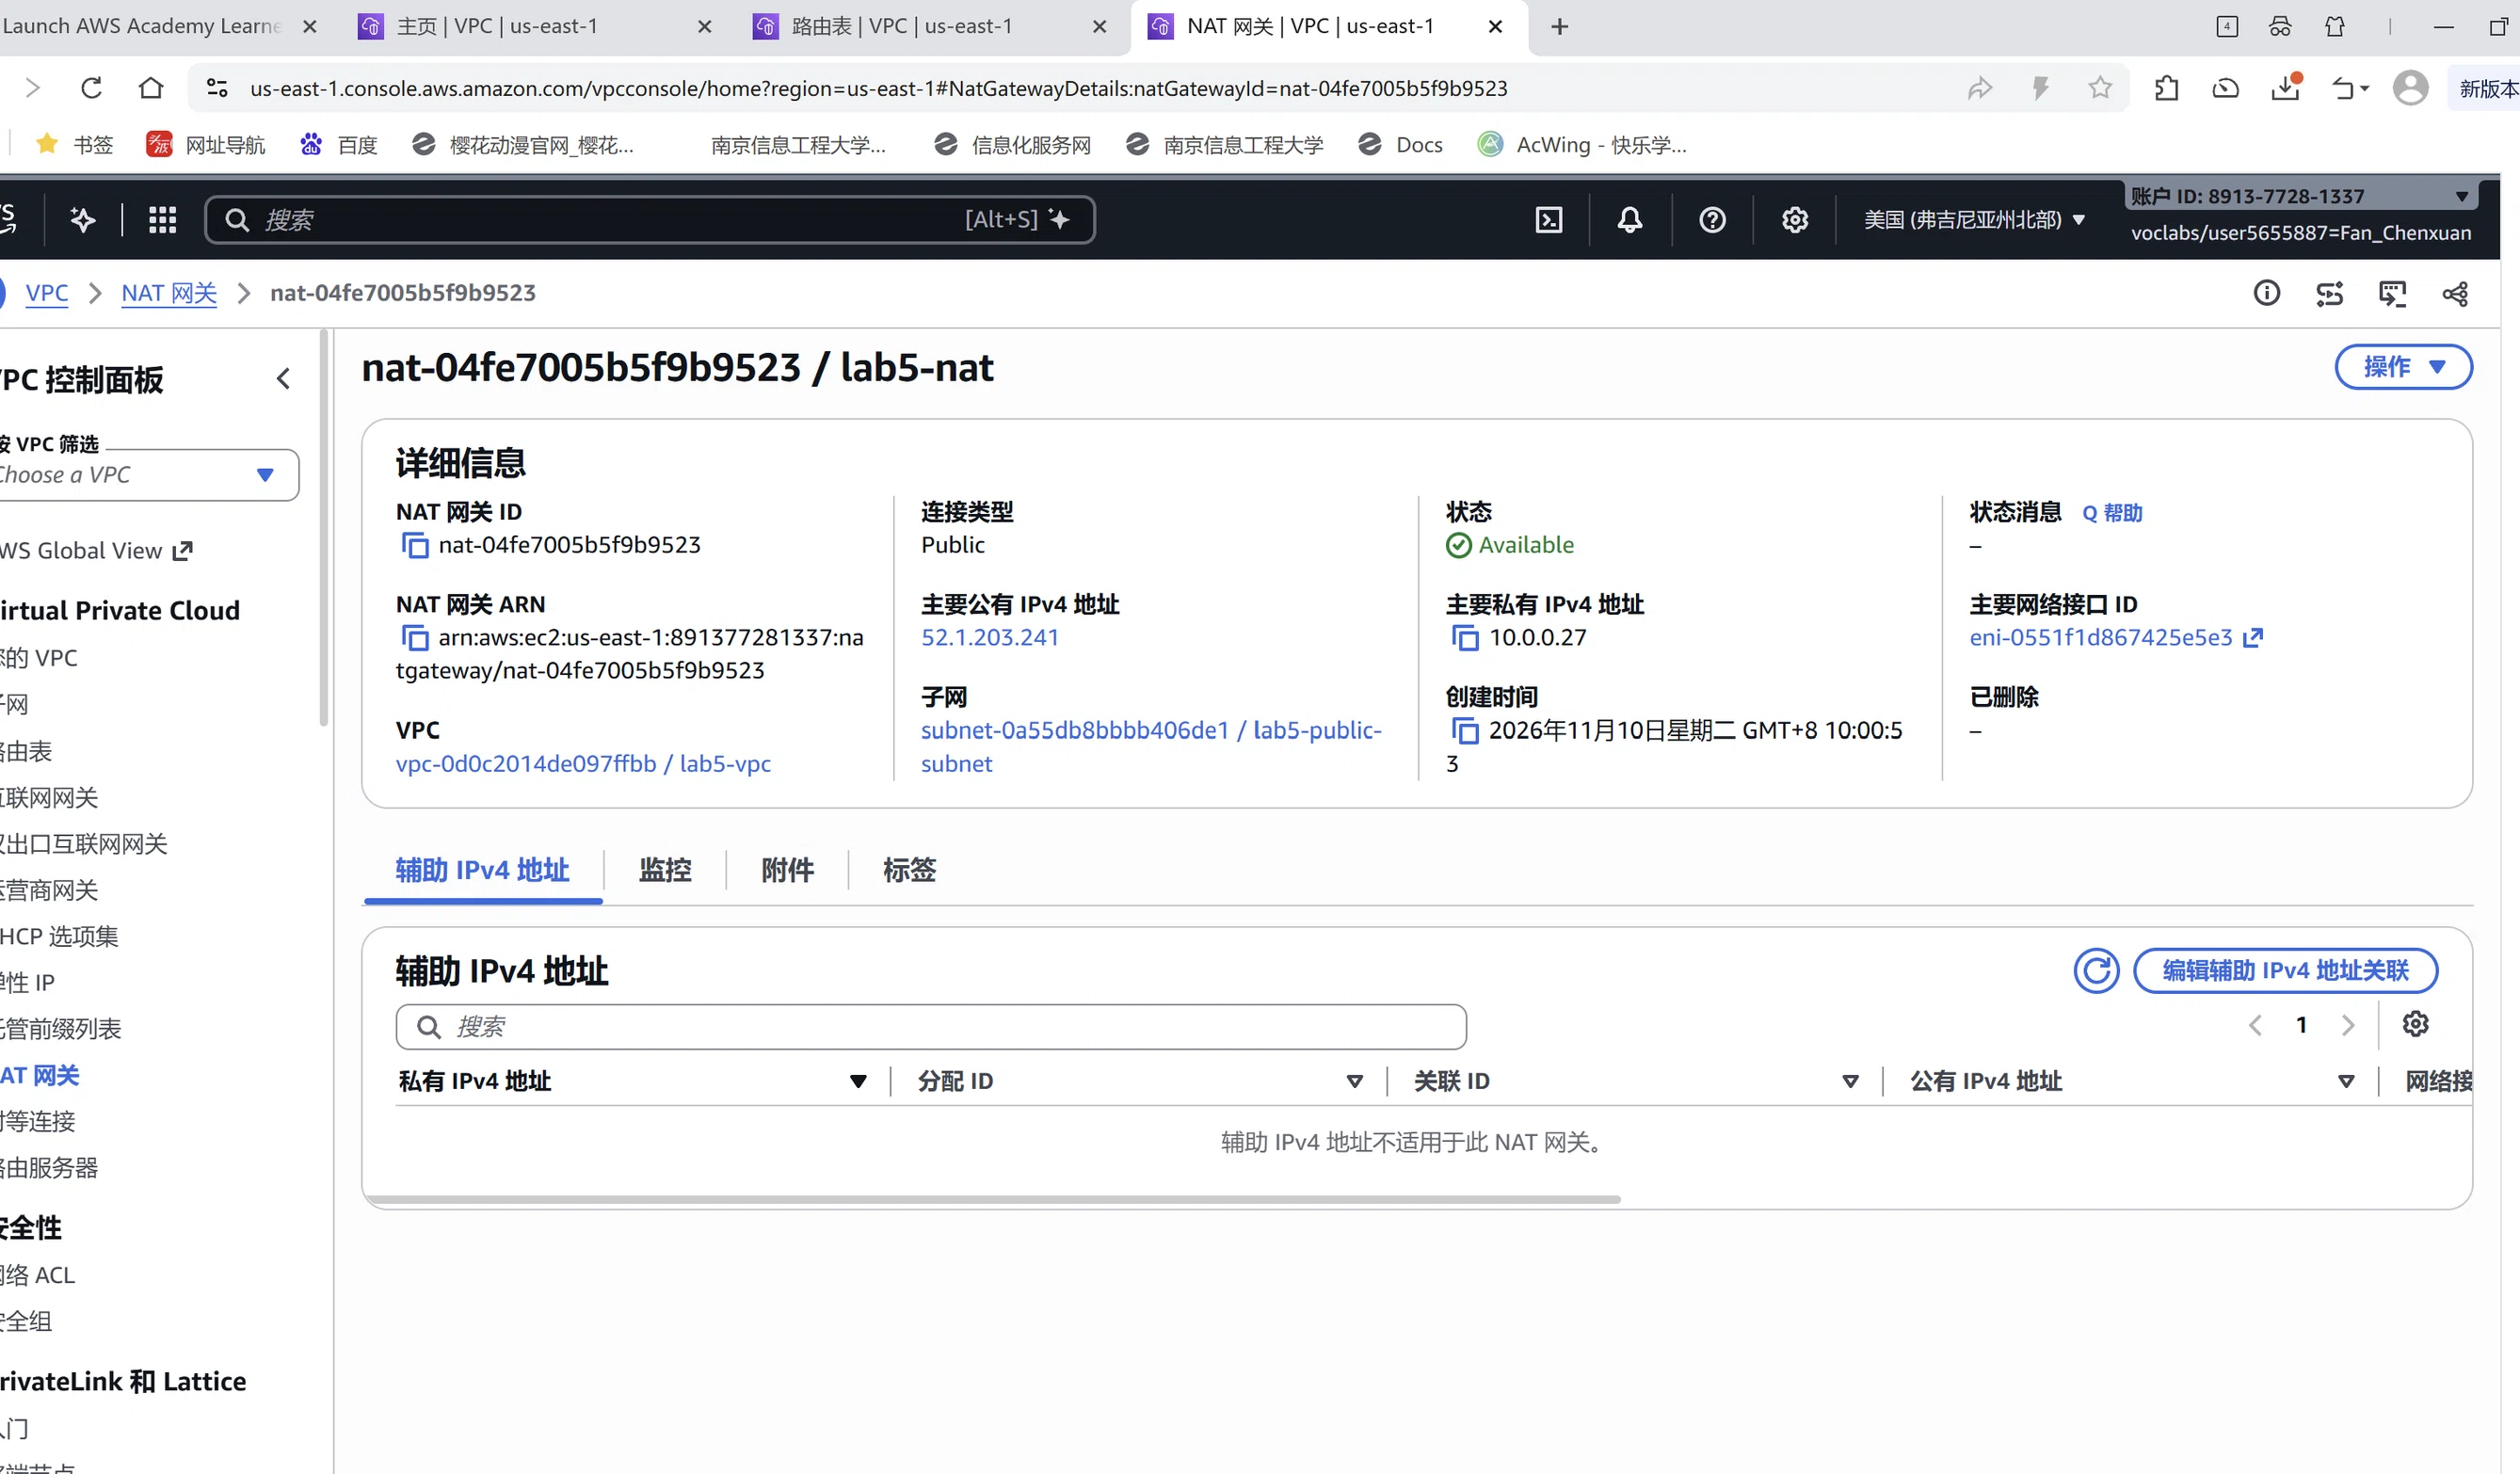 Launch AWS Academy Learne
主页 | VPC | us-east-1
路由表 | VPC | us-east-1
NAT 网关 | VPC | us-east-1
4
us-east-1.console.aws.amazon.com/vpcconsole/home?region=us-east-1#NatGatewayDetails:natGatewayId=nat-04fe7005b5f9b9523
新版本
书签
网址导航
百度
樱花动漫官网_樱花...
南京信息工程大学...
信息化服务网
南京信息工程大学
Docs
AcWing - 快乐学...
搜索
[Alt+S]
美国 (弗吉尼亚州北部)
账户 ID: 8913-7728-1337
voclabs/user5655887=Fan_Chenxuan
VPC
NAT 网关
nat-04fe7005b5f9b9523
PC 控制面板
VPC 筛选
Choose a VPC
WS Global View
irtual Private Cloud
的 VPC
网
由表
联网网关
出口互联网网关
营商网关
HCP 选项集
性 IP
管前缀列表
AT 网关
等连接
由服务器
全性
络 ACL
全组
rivateLink 和 Lattice
门
nat-04fe7005b5f9b9523 / lab5-nat
操作
详细信息
NAT 网关 ID
nat-04fe7005b5f9b9523
连接类型
Public
状态
Available
状态消息 Q 帮助
–
NAT 网关 ARN
arn:aws:ec2:us-east-1:891377281337:na
tgateway/nat-04fe7005b5f9b9523
主要公有 IPv4 地址
52.1.203.241
主要私有 IPv4 地址
10.0.0.27
主要网络接口 ID
eni-0551f1d867425e5e3
VPC
vpc-0d0c2014de097ffbb / lab5-vpc
子网
subnet-0a55db8bbbb406de1 / lab5-public-
subnet
创建时间
2026年11月10日星期二 GMT+8 10:00:5
3
已删除
–
辅助 IPv4 地址
监控
附件
标签
辅助 IPv4 地址
编辑辅助 IPv4 地址关联
搜索
1
私有 IPv4 地址
分配 ID
关联 ID
公有 IPv4 地址
网络接
辅助 IPv4 地址不适用于此 NAT 网关。